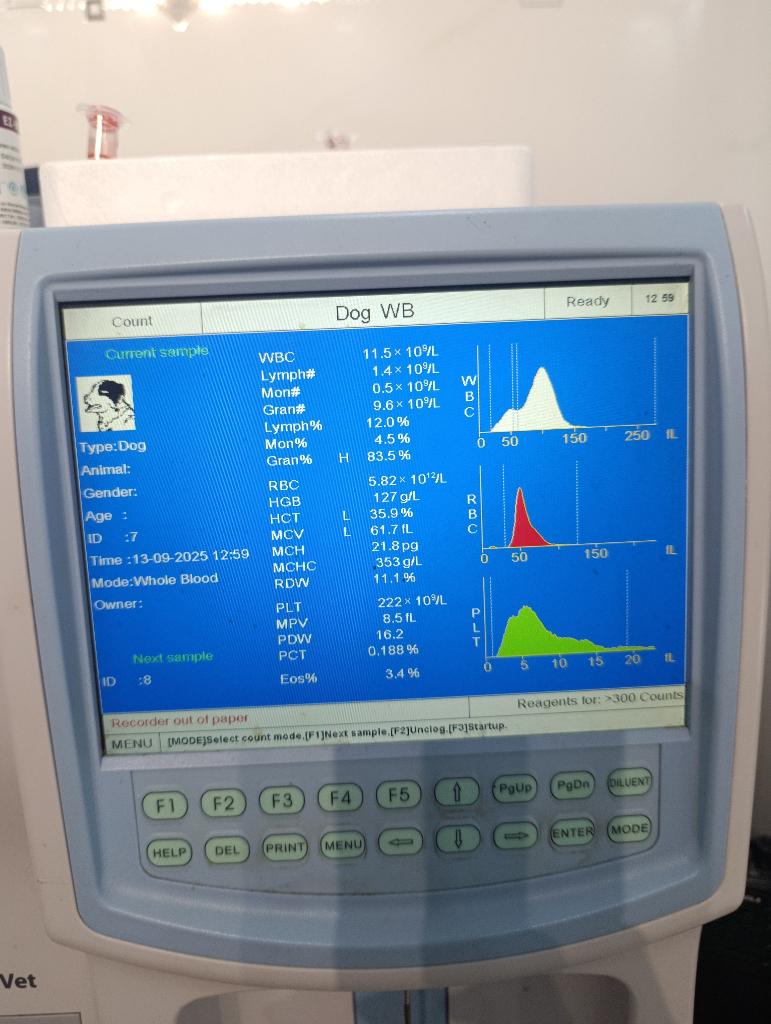 Count Dog WB Ready 12 59
Current sample
Type:Dog
Animal:
Gender:
Age :
ID :7
Time :13-09-2025 12:59
Mode:Whole Blood
Owner:
Next sample
ID :8
WBC 11.5 × 10⁹/L
Lymph# 1.4 × 10⁹/L
Mon# 0.5 × 10⁹/L
Gran# 9.6 × 10⁹/L
Lymph% 12.0 %
Mon% 4.5 %
Gran% H 83.5 %
RBC 5.82 × 10¹²/L
HGB 127 g/L
HCT L 35.9 %
MCV L 61.7 fL
MCH 21.8 pg
MCHC 353 g/L
RDW 11.1 %
PLT 222 × 10⁹/L
MPV 8.5 fL
PDW 16.2
PCT 0.188 %
Eos% 3.4 %
WBC
0 50 150 250 fL
RBC
0 50 150 fL
PLT
0 5 10 15 20 fL
Recorder out of paper
Reagents for: >300 Counts
MENU [MODE]Select count mode,[F1]Next sample,[F2]Unclog,[F3]Startup.
F1 F2 F3 F4 F5 PgUp PgDn DILUENT
HELP DEL PRINT MENU ENTER MODE
Vet